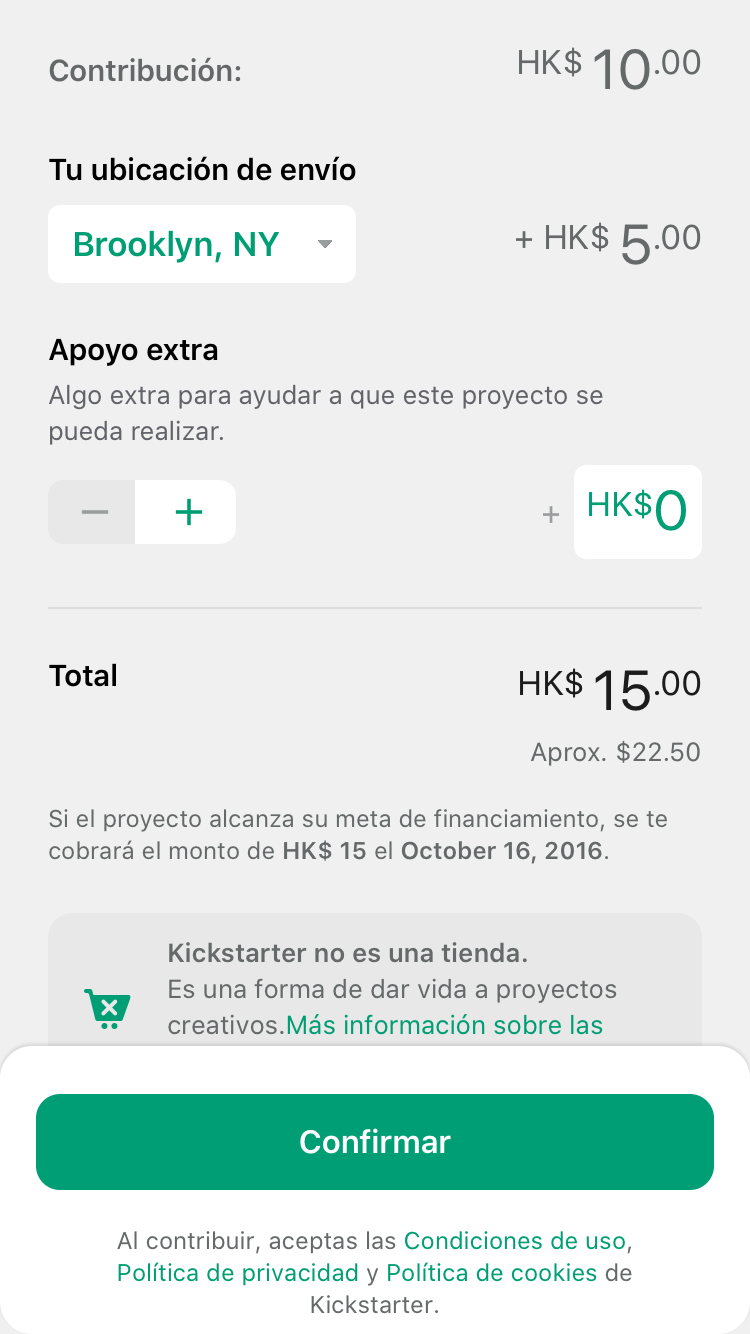 Contribución:
HK$ 10.00
Tu ubicación de envío
Brooklyn, NY
+ HK$ 5.00
Apoyo extra
Algo extra para ayudar a que este proyecto se
pueda realizar.
− +
+ HK$0
Total
HK$ 15.00
Aprox. $22.50
Si el proyecto alcanza su meta de financiamiento, se te
cobrará el monto de HK$ 15 el October 16, 2016.
Kickstarter no es una tienda.
Es una forma de dar vida a proyectos
creativos.Más información sobre las
Confirmar
Al contribuir, aceptas las Condiciones de uso,
Política de privacidad y Política de cookies de
Kickstarter.